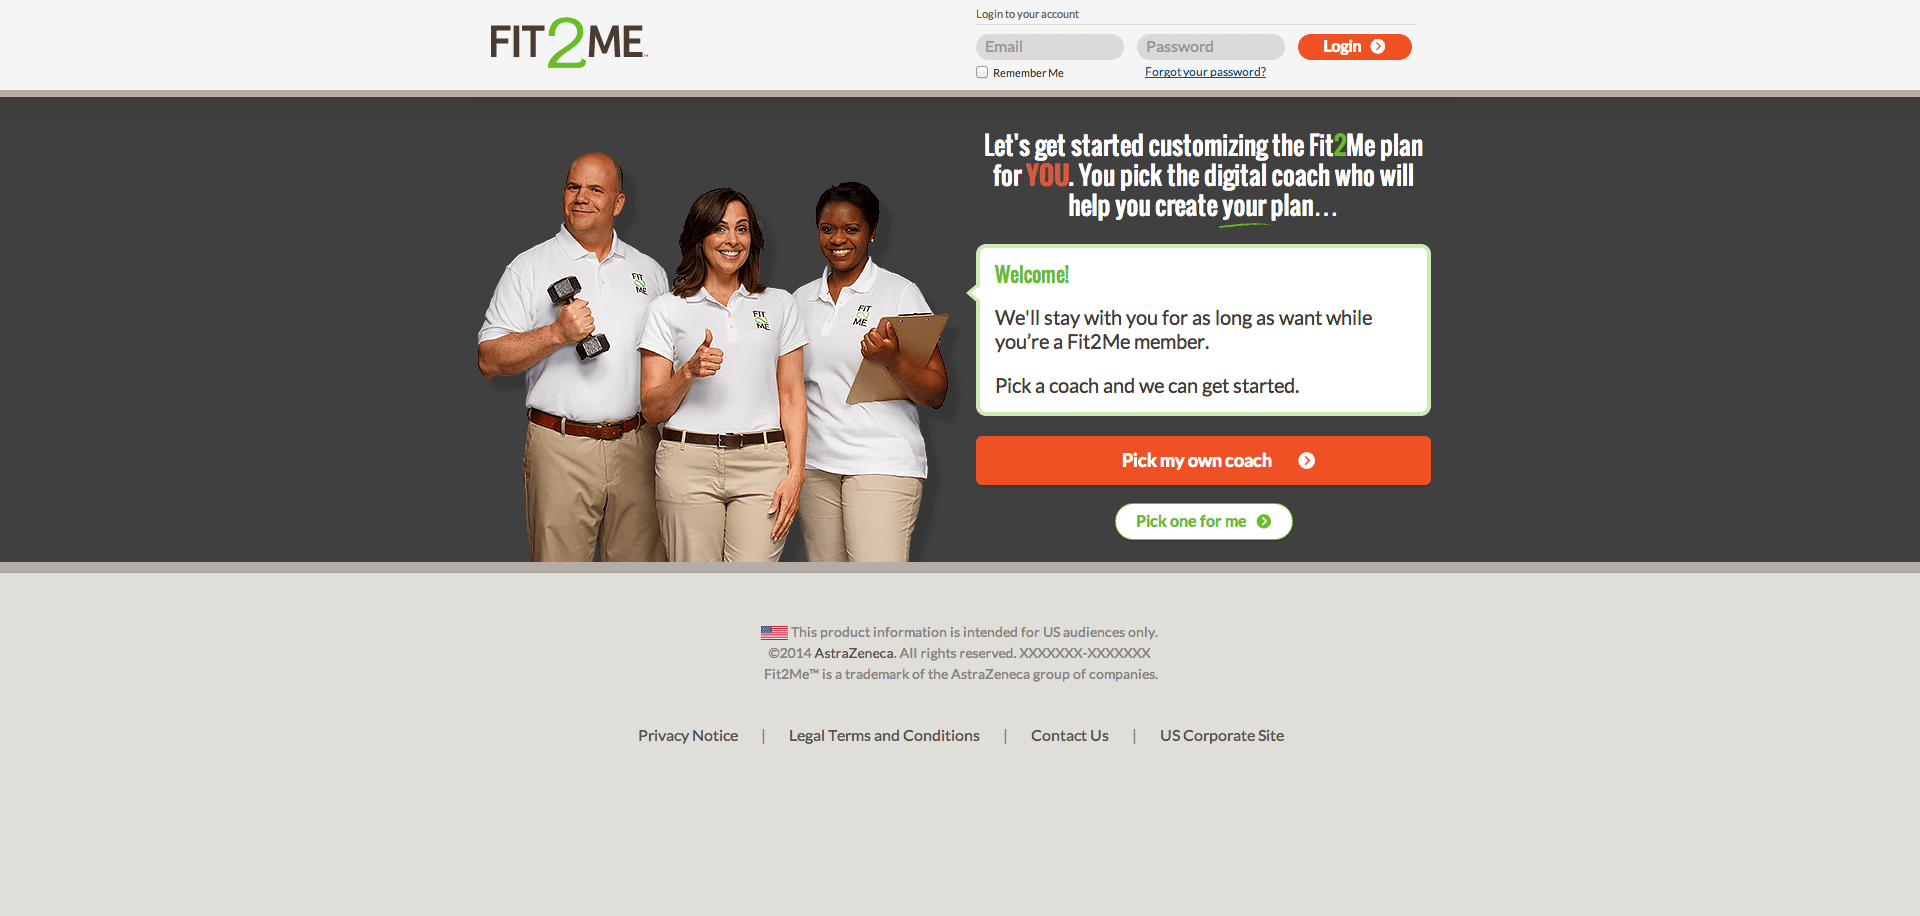 FIT2ME™
Login to your account
Email
Password
Login
Remember Me
Forgot your password?
Let's get started customizing the Fit2Me plan
for YOU. You pick the digital coach who will
help you create your plan...
FIT
2
ME
FIT
2
ME
FIT
2
ME
Welcome!
We'll stay with you for as long as want while
you’re a Fit2Me member.
Pick a coach and we can get started.
Pick my own coach
Pick one for me
This product information is intended for US audiences only.
©2014 AstraZeneca. All rights reserved. XXXXXXX-XXXXXXX
Fit2Me™ is a trademark of the AstraZeneca group of companies.
Privacy Notice | Legal Terms and Conditions | Contact Us | US Corporate Site